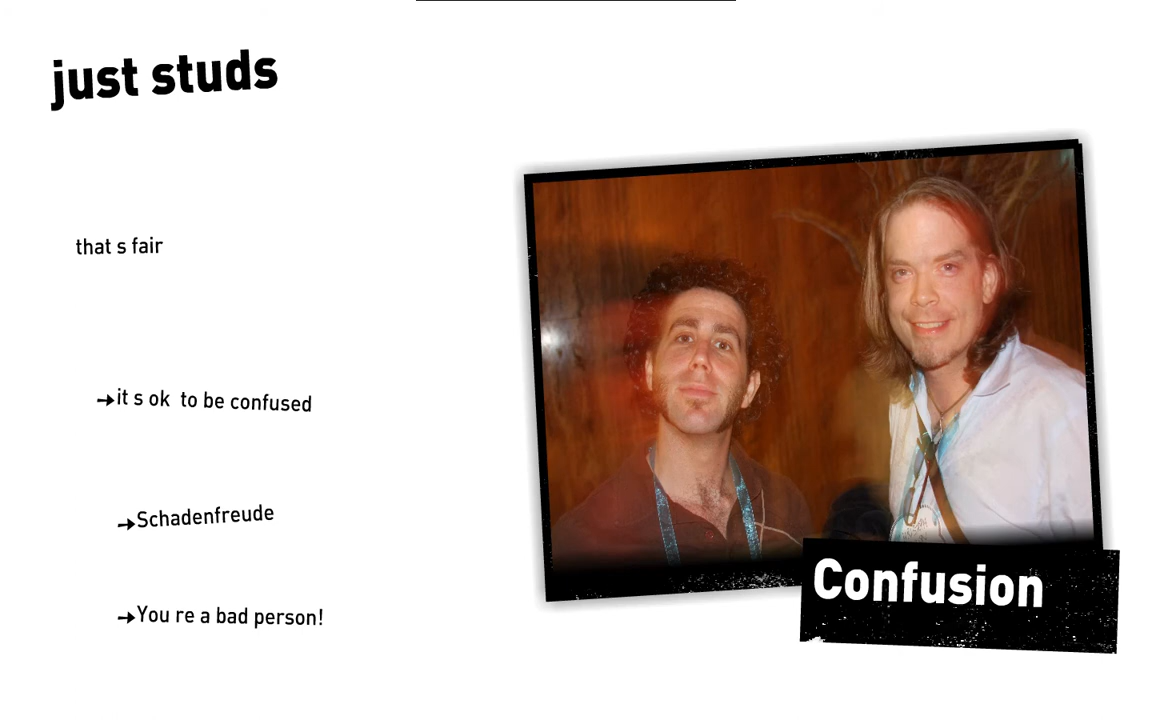 just studs
that s fair
it s ok  to be confused
Schadenfreude
You re a bad person!
Confusion